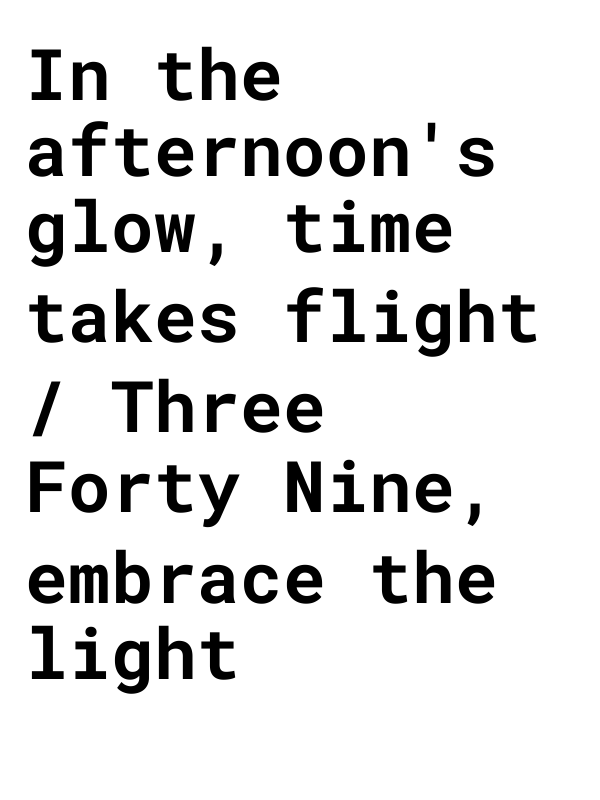 In the
afternoon's
glow, time
takes flight
/ Three
Forty Nine,
embrace the
light